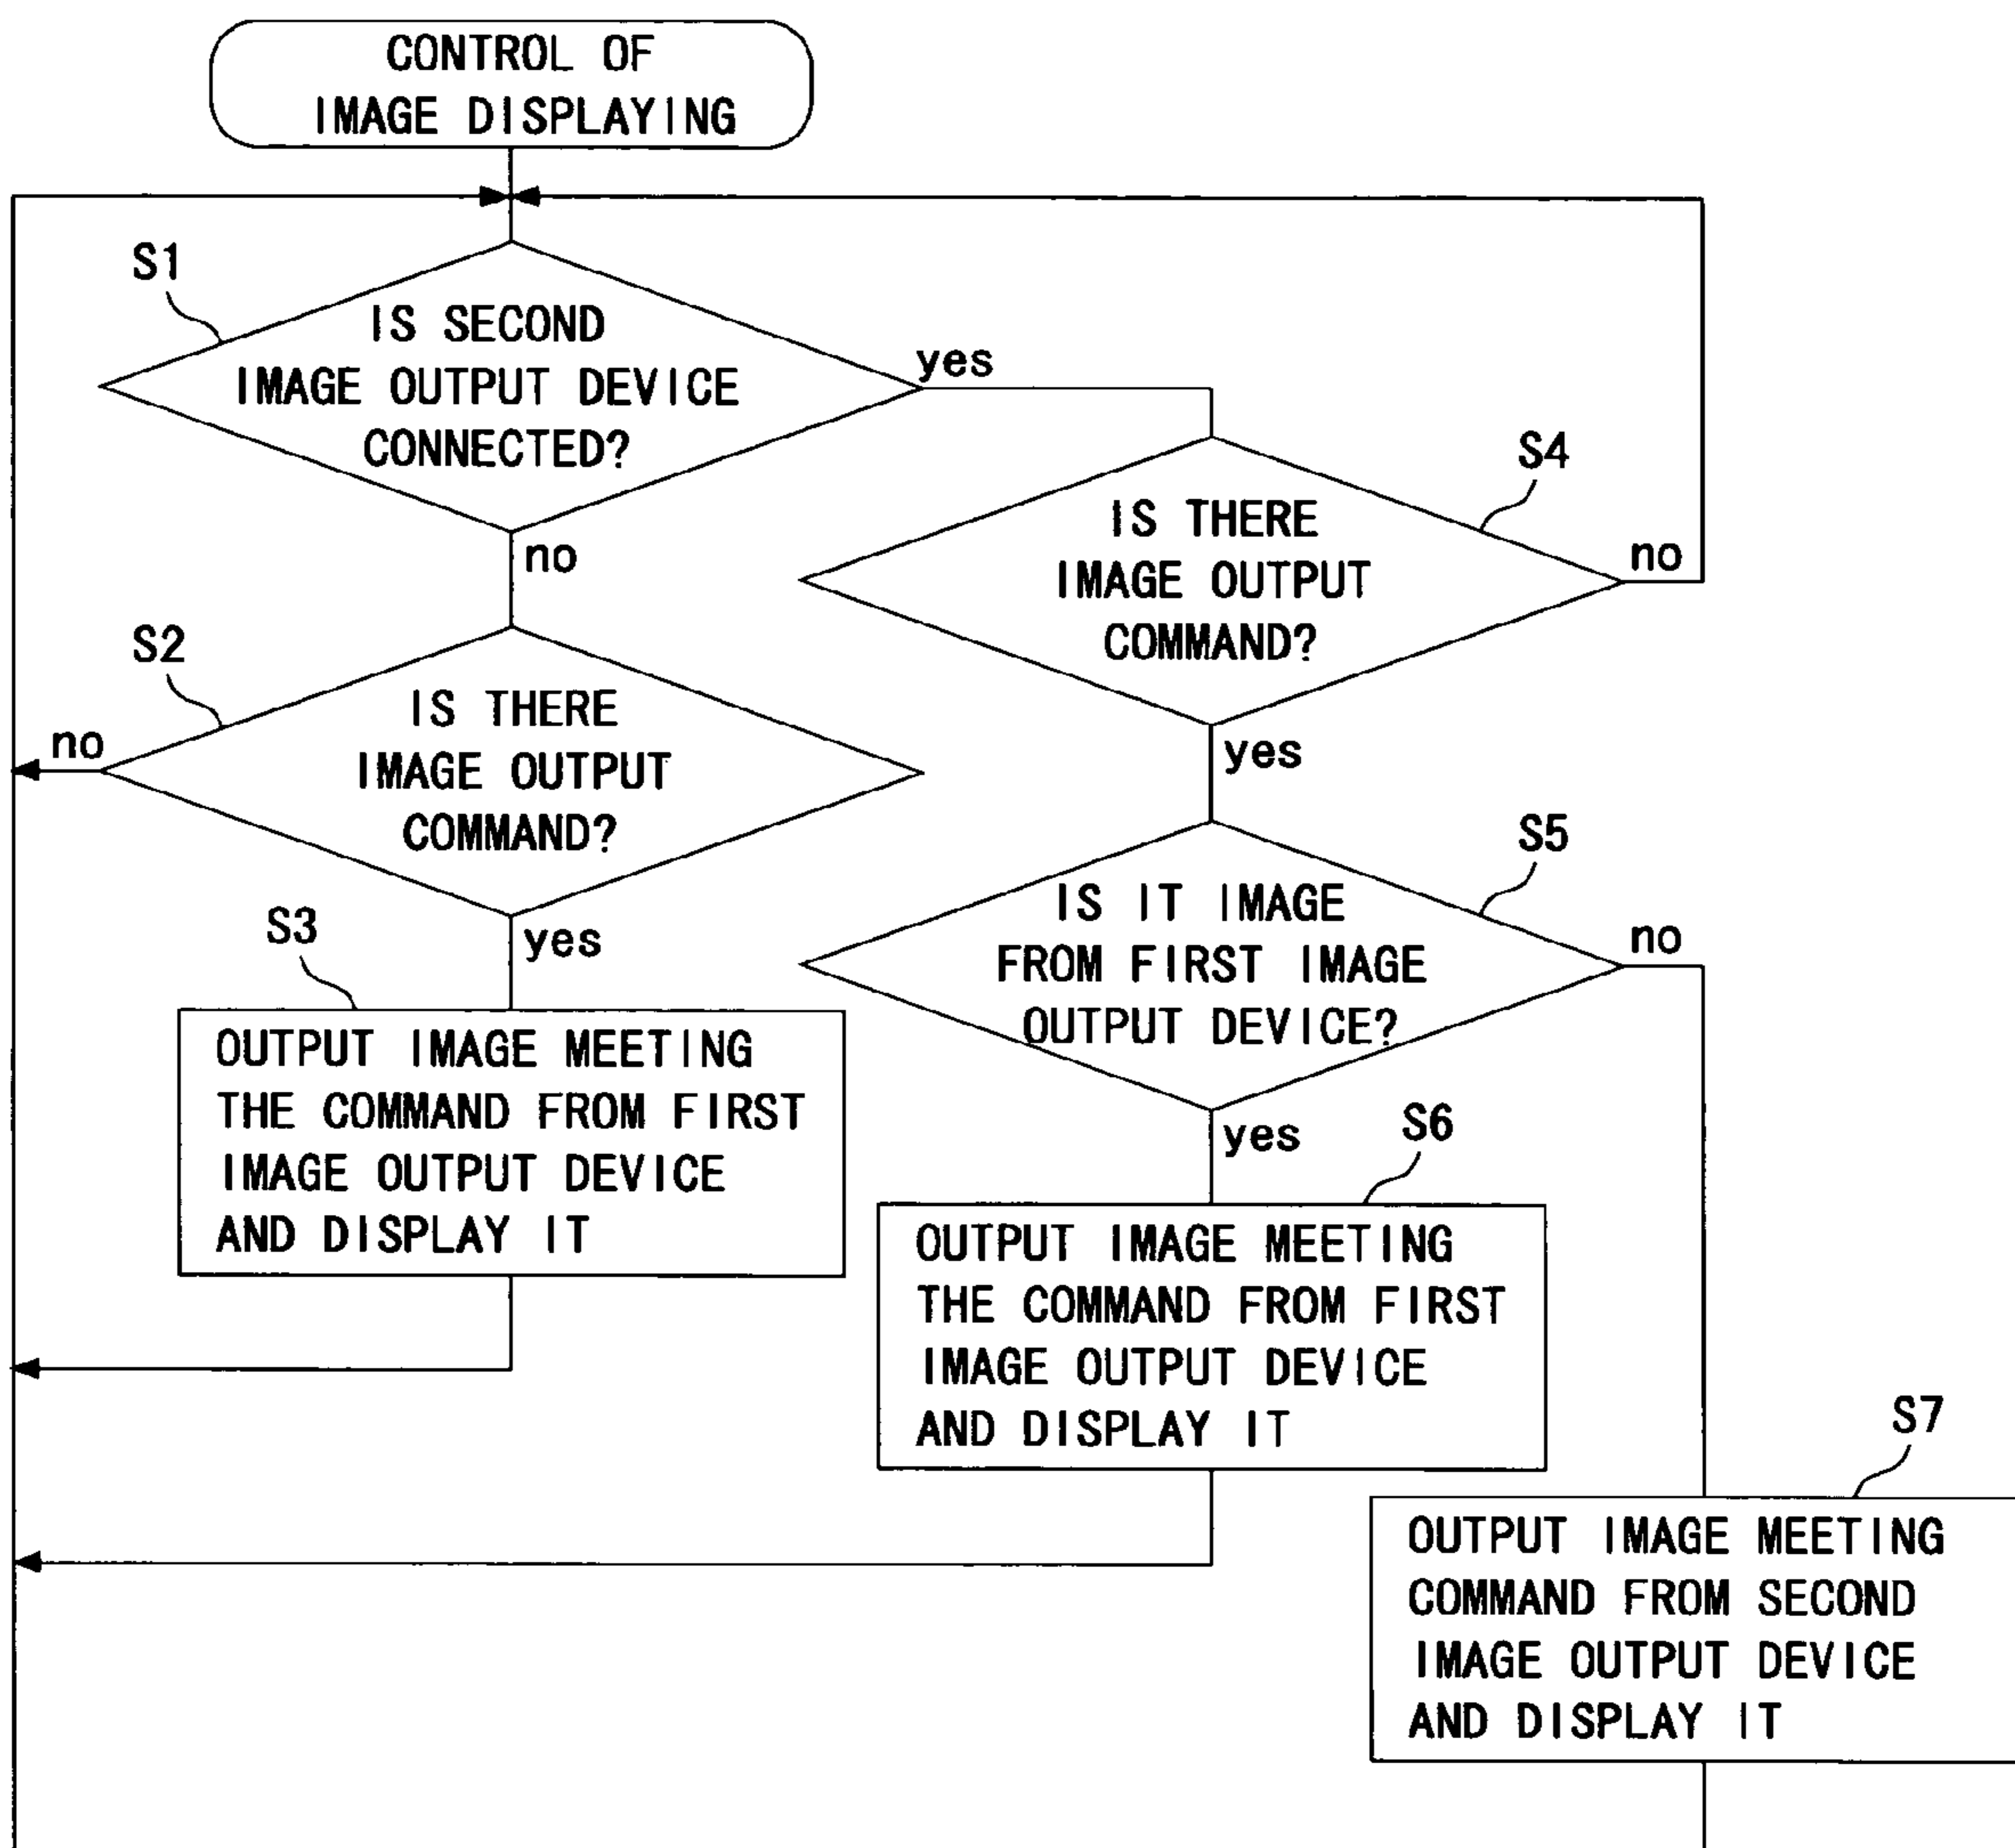 CONTROL OF
IMAGE DISPLAYING
S1
IS SECOND
IMAGE OUTPUT DEVICE
CONNECTED?
yes
no
S2
IS THERE
IMAGE OUTPUT
COMMAND?
no
yes
S3
OUTPUT IMAGE MEETING
THE COMMAND FROM FIRST
IMAGE OUTPUT DEVICE
AND DISPLAY IT
S4
IS THERE
IMAGE OUTPUT
COMMAND?
no
yes
S5
IS IT IMAGE
FROM FIRST IMAGE
OUTPUT DEVICE?
no
yes
S6
OUTPUT IMAGE MEETING
THE COMMAND FROM FIRST
IMAGE OUTPUT DEVICE
AND DISPLAY IT
S7
OUTPUT IMAGE MEETING
COMMAND FROM SECOND
IMAGE OUTPUT DEVICE
AND DISPLAY IT